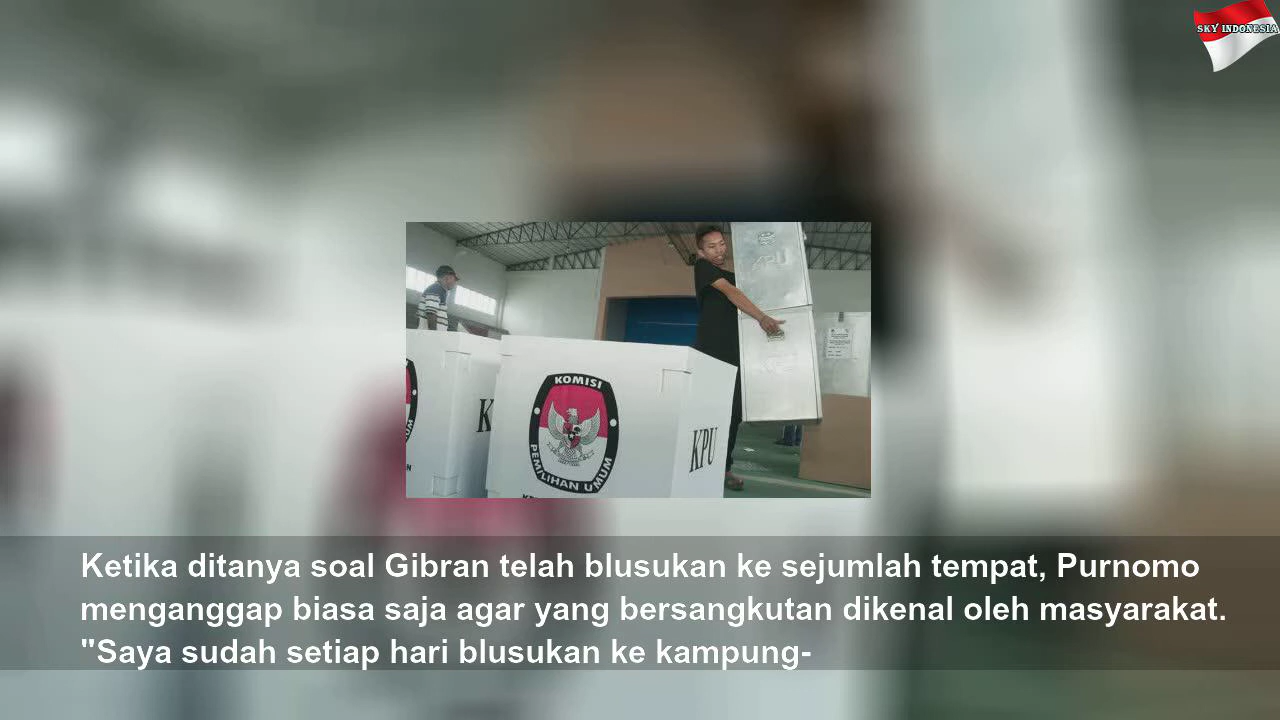 SKY INDONESIA
KPU
KOMISI
PEMILIHAN UMUM
KPU
Ketika ditanya soal Gibran telah blusukan ke sejumlah tempat, Purnomo
menganggap biasa saja agar yang bersangkutan dikenal oleh masyarakat.
"Saya sudah setiap hari blusukan ke kampung-